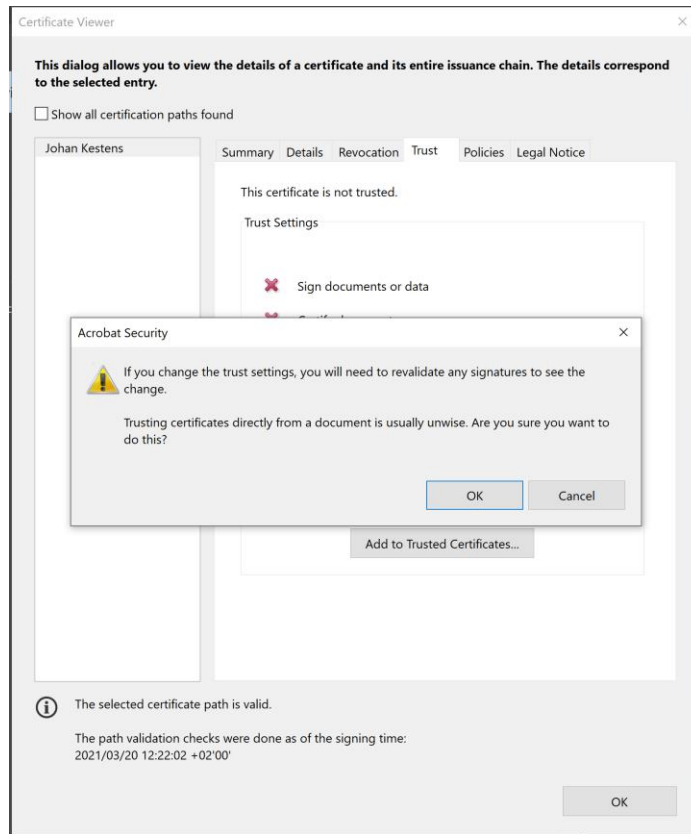 Certificate Viewer
This dialog allows you to view the details of a certificate and its entire issuance chain. The details correspond
to the selected entry.
Show all certification paths found
Johan Kestens
Summary Details Revocation Trust Policies Legal Notice
This certificate is not trusted.
Trust Settings
Sign documents or data
Acrobat Security
If you change the trust settings, you will need to revalidate any signatures to see the
change.
Trusting certificates directly from a document is usually unwise. Are you sure you want to
do this?
OK Cancel
Add to Trusted Certificates...
The selected certificate path is valid.
The path validation checks were done as of the signing time:
2021/03/20 12:22:02 +02'00'
OK